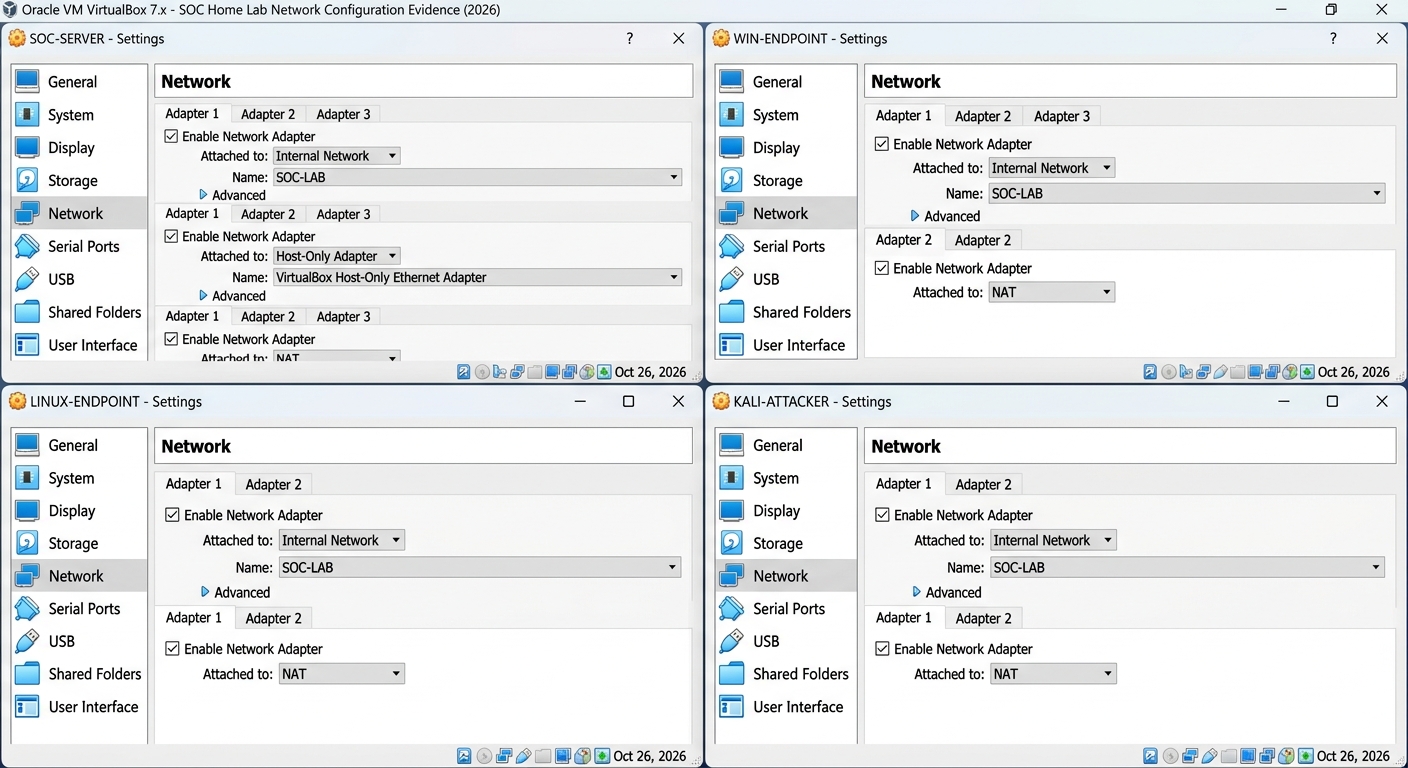 Oracle VM VirtualBox 7.x - SOC Home Lab Network Configuration Evidence (2026)
SOC-SERVER - Settings
?
General
System
Display
Storage
Network
Serial Ports
USB
Shared Folders
User Interface
Network
Adapter 1 Adapter 2 Adapter 3
Enable Network Adapter
Attached to: Internal Network
Name: SOC-LAB
Advanced
Adapter 1 Adapter 2 Adapter 3
Enable Network Adapter
Attached to: Host-Only Adapter
Name: VirtualBox Host-Only Ethernet Adapter
Advanced
Adapter 1 Adapter 2 Adapter 3
Enable Network Adapter
Attached to: NAT
Oct 26, 2026
WIN-ENDPOINT - Settings
?
General
System
Display
Storage
Network
Serial Ports
USB
Shared Folders
User Interface
Network
Adapter 1 Adapter 2 Adapter 3
Enable Network Adapter
Attached to: Internal Network
Name: SOC-LAB
Advanced
Adapter 2 Adapter 2
Enable Network Adapter
Attached to: NAT
Oct 26, 2026
LINUX-ENDPOINT - Settings
General
System
Display
Storage
Network
Serial Ports
USB
Shared Folders
User Interface
Network
Adapter 1 Adapter 2
Enable Network Adapter
Attached to: Internal Network
Name: SOC-LAB
Advanced
Adapter 1 Adapter 2
Enable Network Adapter
Attached to: NAT
Oct 26, 2026
KALI-ATTACKER - Settings
General
System
Display
Storage
Network
Serial Ports
USB
Shared Folders
User Interface
Network
Adapter 1 Adapter 2
Enable Network Adapter
Attached to: Internal Network
Name: SOC-LAB
Advanced
Adapter 1 Adapter 2
Enable Network Adapter
Attached to: NAT
Oct 26, 2026